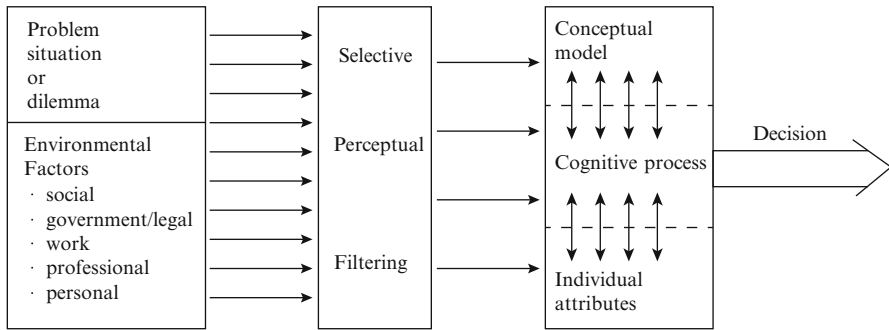 Problem
situation
or
dilemma
Environmental
Factors
· social
· government/legal
· work
· professional
· personal
Selective
Perceptual
Filtering
Conceptual
model
Cognitive process
Individual
attributes
Decision